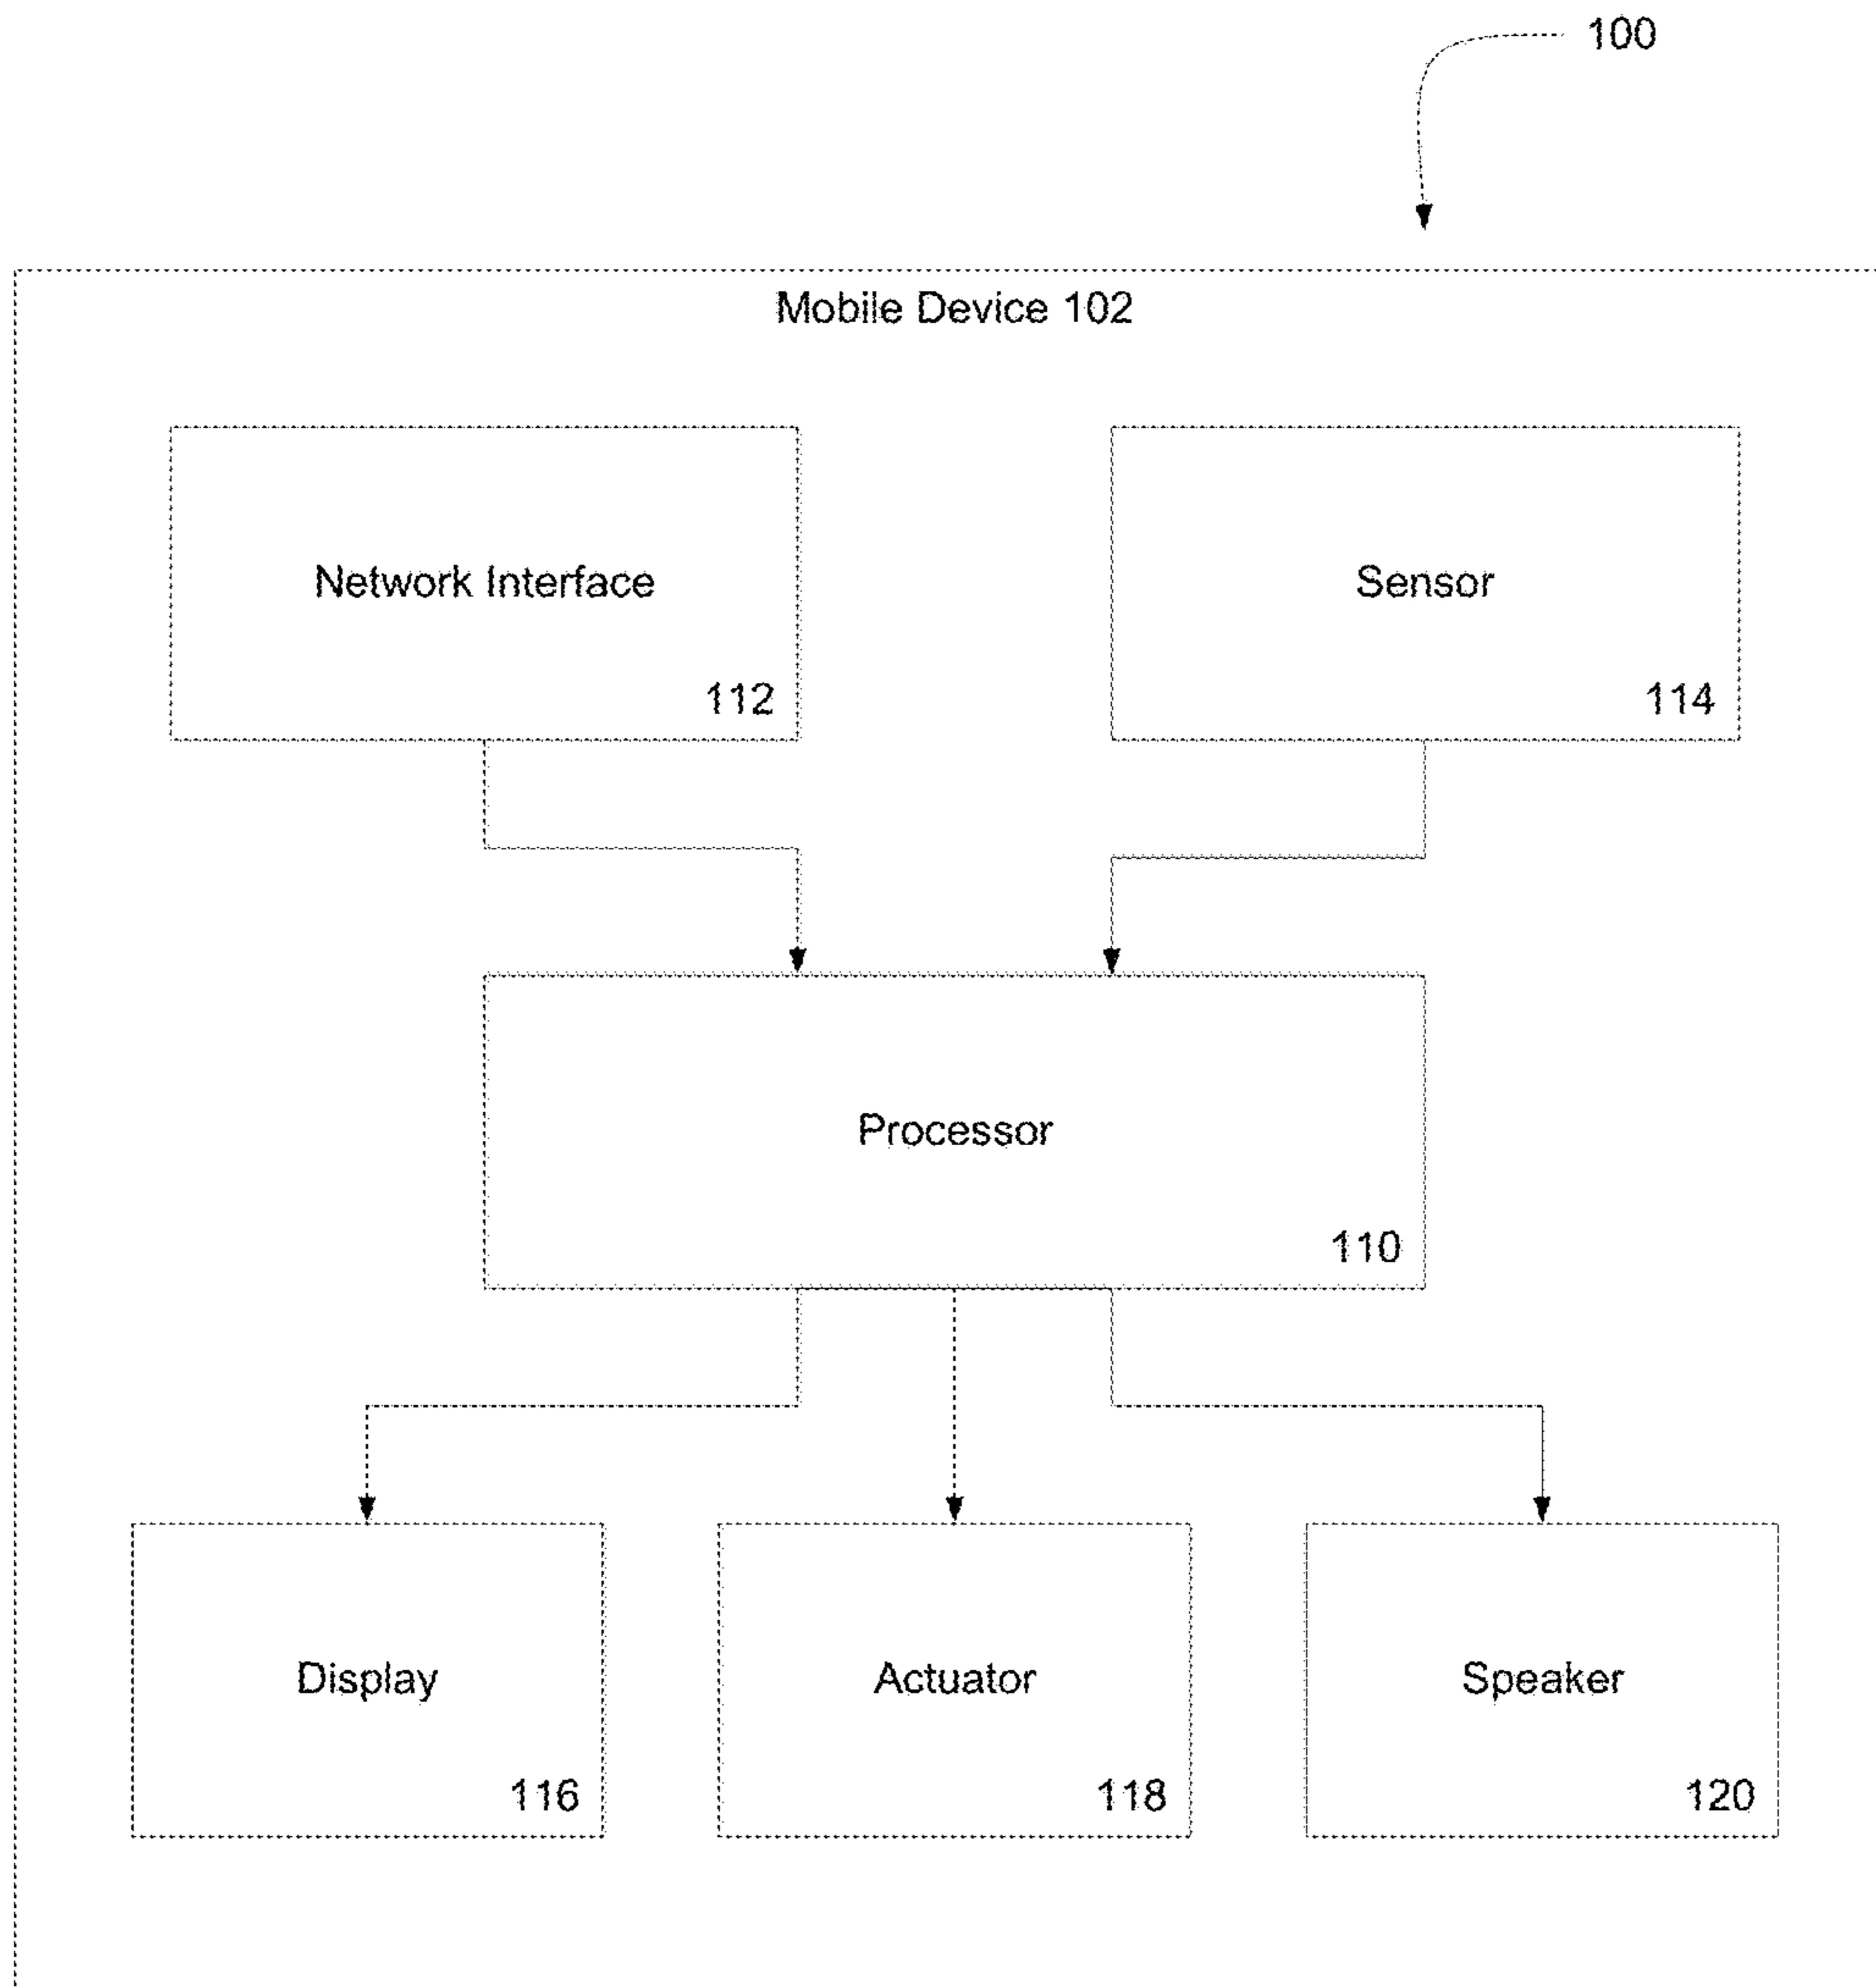 100
Mobile Device 102
Network Interface
112
Sensor
114
Processor
110
Display
116
Actuator
118
Speaker
120